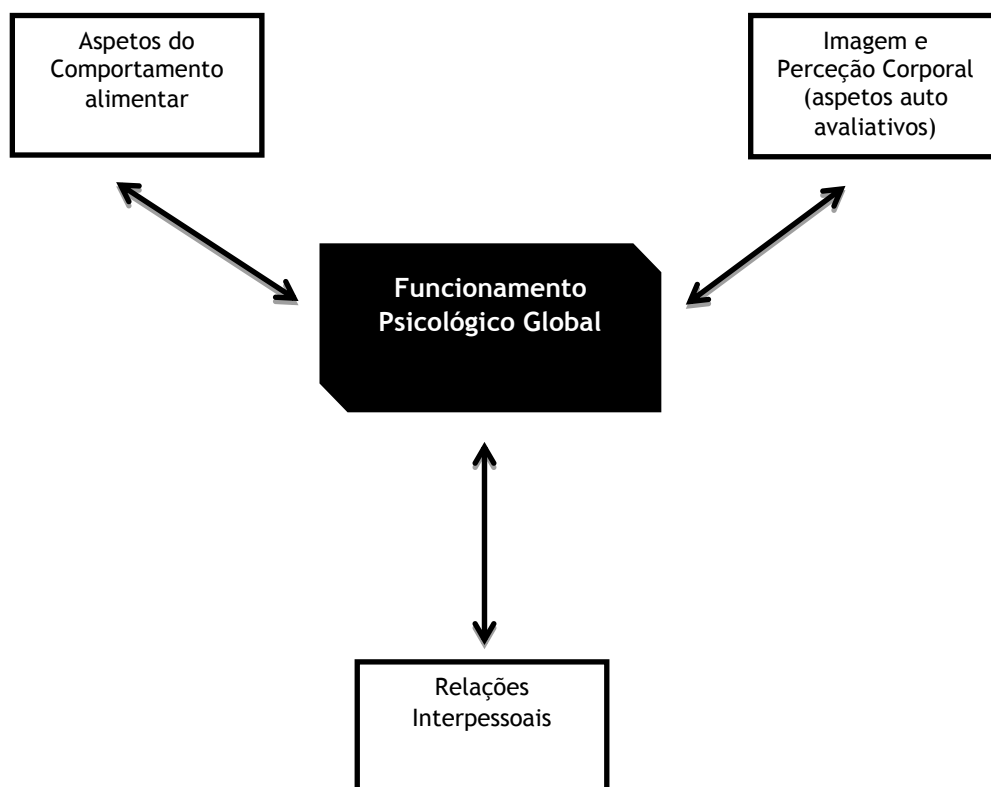 Aspetos do
Comportamento
alimentar
Imagem e
Perceção Corporal
(aspetos auto
avaliativos)
Funcionamento
Psicológico Global
Relações
Interpessoais